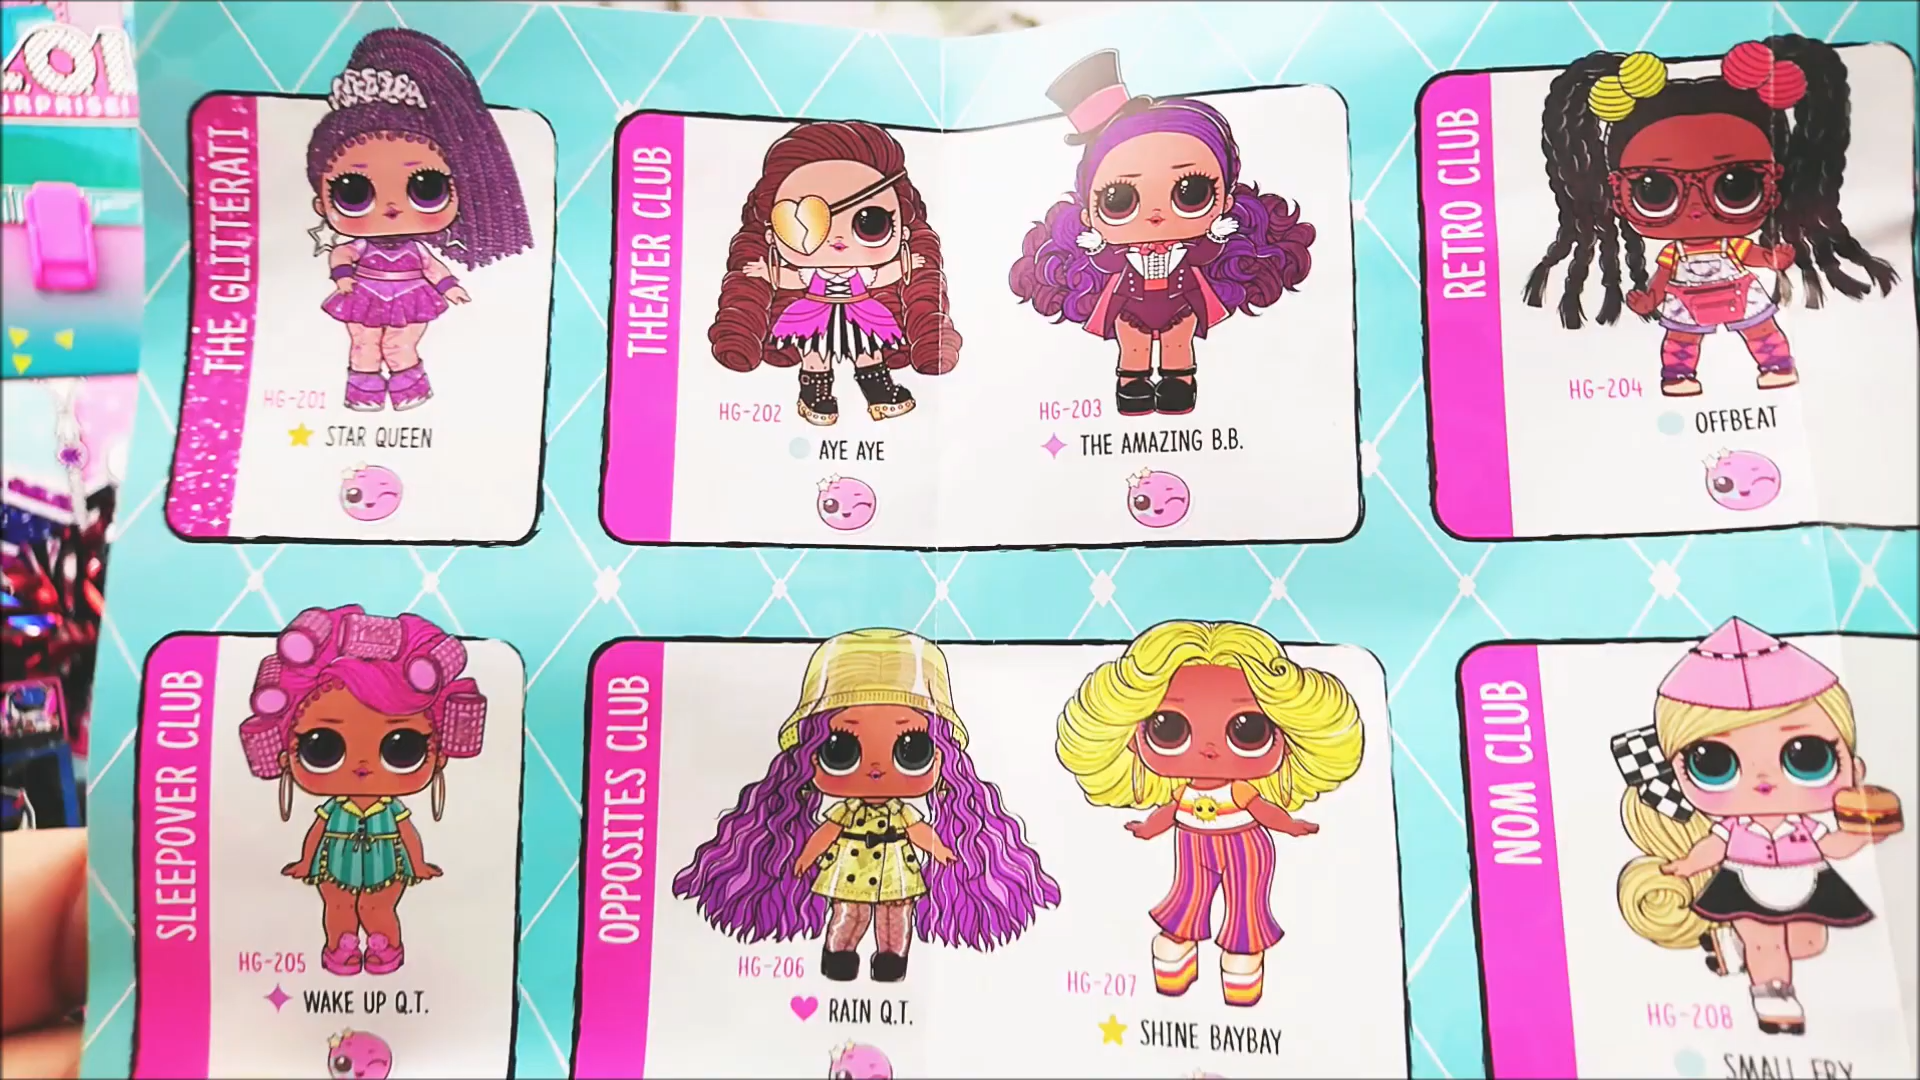 THE GLITTERATI
HG-201
STAR QUEEN
THEATER CLUB
HG-202
AYE AYE
HG-203
THE AMAZING B.B.
RETRO CLUB
HG-204
OFFBEAT
SLEEPOVER CLUB
HG-205
WAKE UP Q.T.
OPPOSITES CLUB
HG-206
RAIN Q.T.
HG-207
SHINE BAYBAY
NOM CLUB
HG-208
SMALL FRY